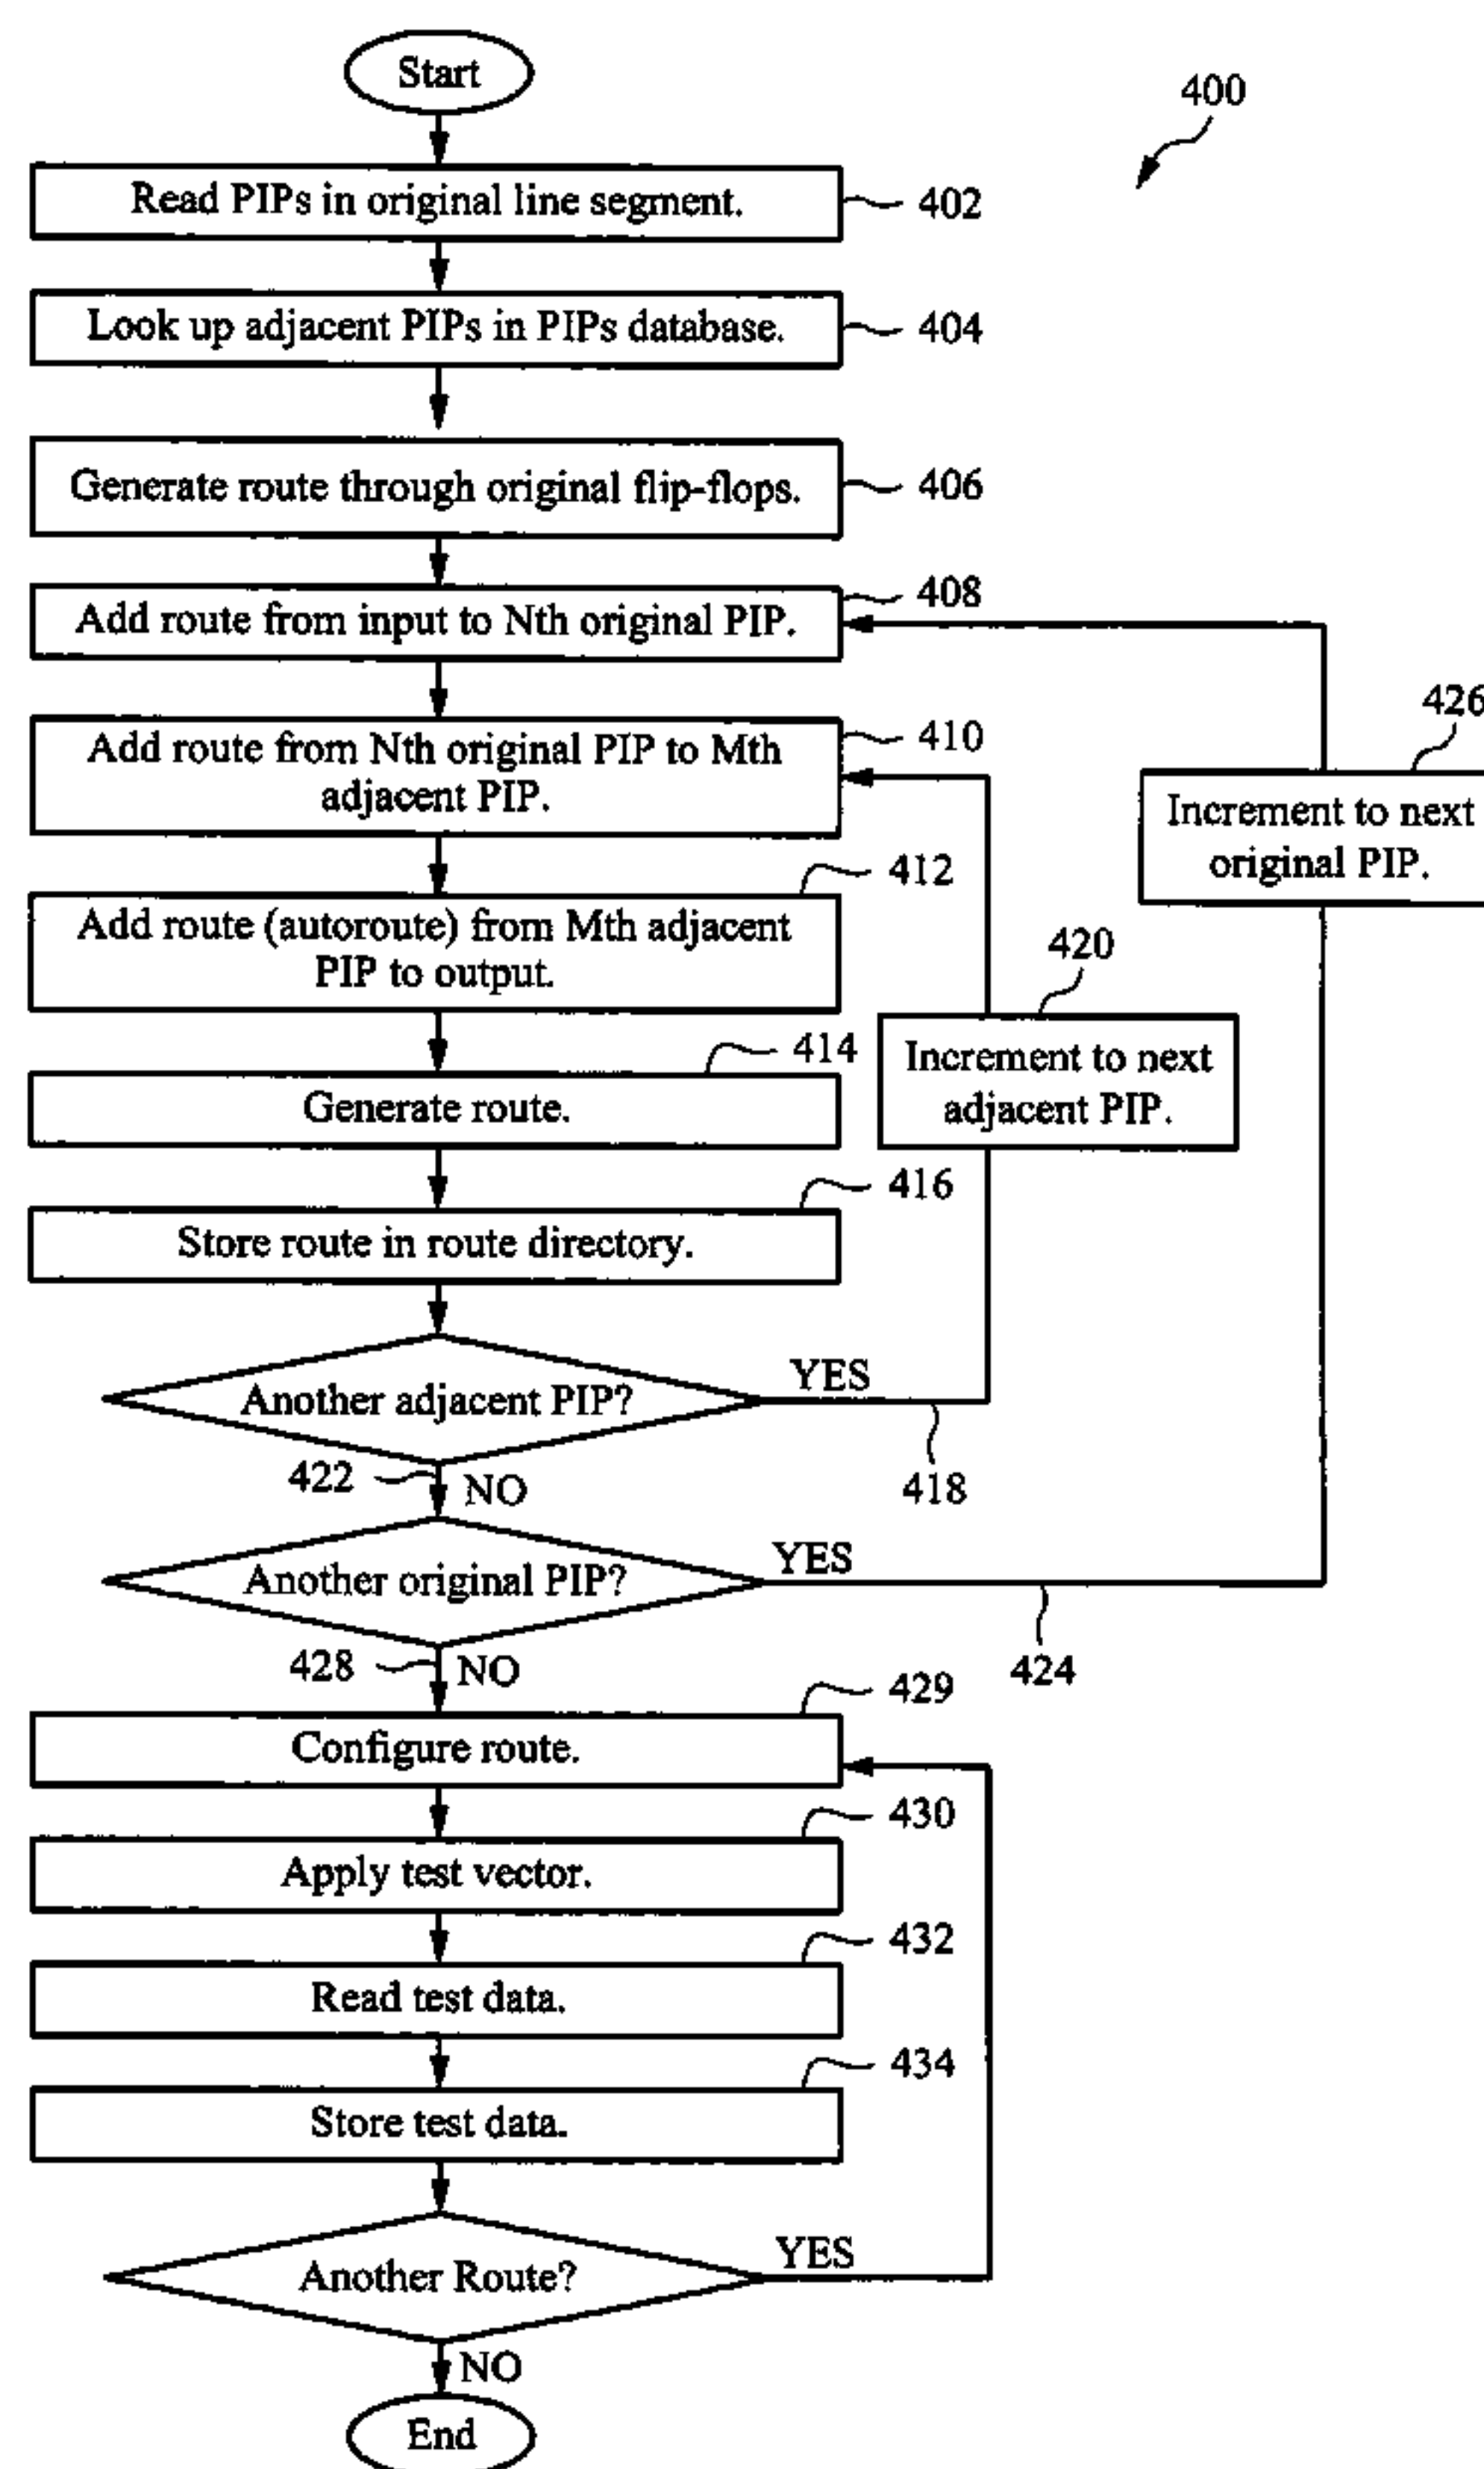 Start
400
Read PIPs in original line segment.
402
Look up adjacent PIPs in PIPs database.
404
Generate route through original flip-flops.
406
Add route from input to Nth original PIP.
408
Add route from Nth original PIP to Mth
adjacent PIP.
410
426
Increment to next
original PIP.
Add route (autoroute) from Mth adjacent
PIP to output.
412
420
Increment to next
adjacent PIP.
Generate route.
414
Store route in route directory.
416
Another adjacent PIP?
YES
418
422
NO
Another original PIP?
YES
424
428
NO
Configure route.
429
Apply test vector.
430
Read test data.
432
Store test data.
434
Another Route?
YES
NO
End